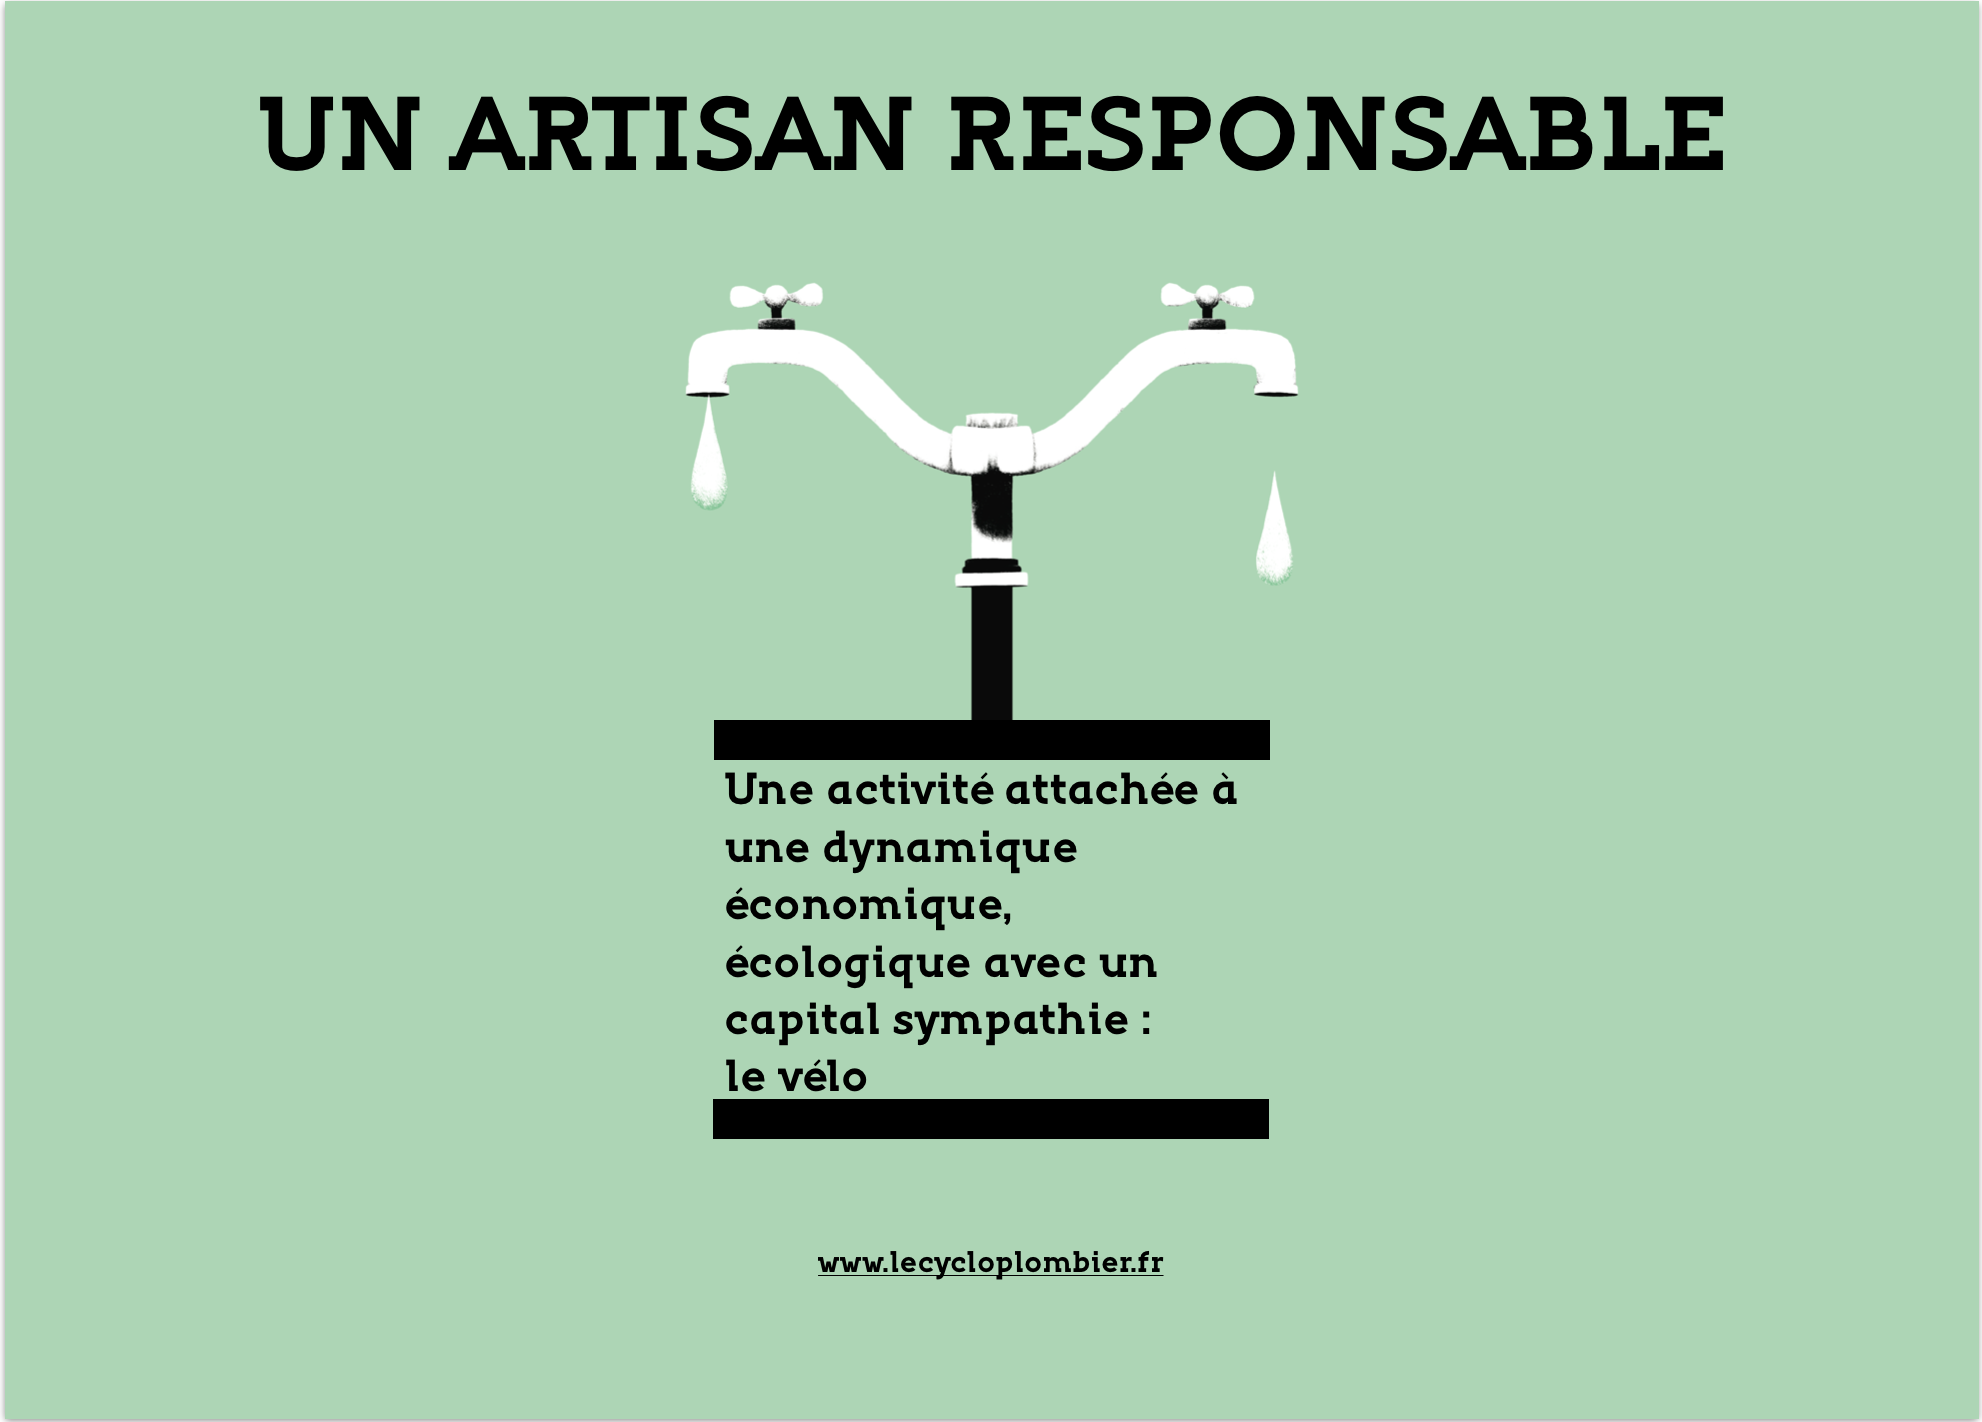 UN ARTISAN RESPONSABLE
Une activité attachée à
une dynamique
économique,
écologique avec un
capital sympathie :
le vélo
www.lecycloplombier.fr